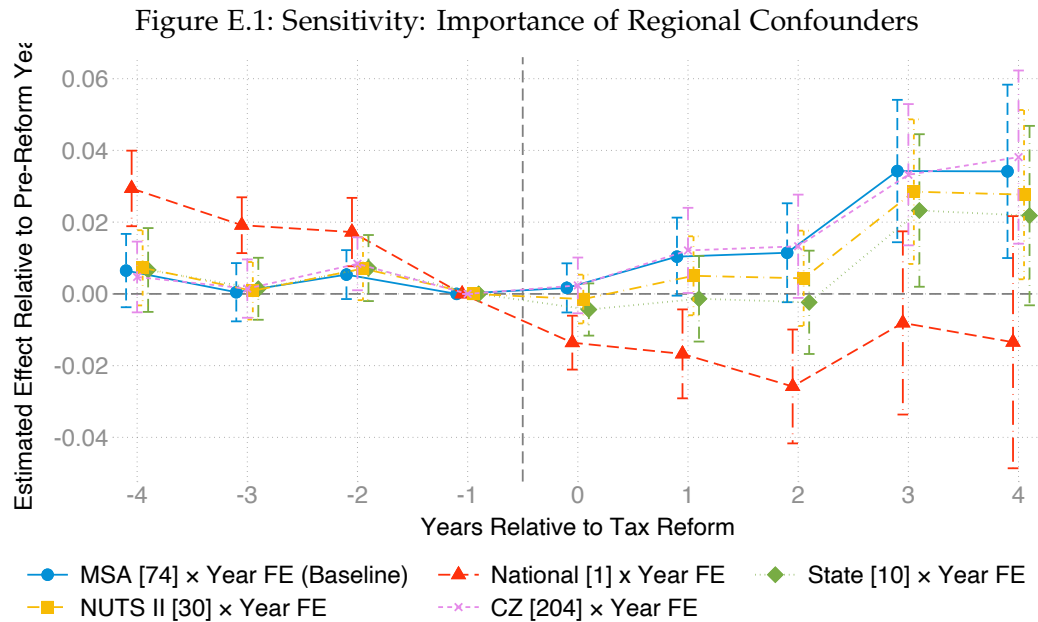 Figure E.1: Sensitivity: Importance of Regional Confounders
Estimated Effect Relative to Pre-Reform
0.06
0.04
0.02
0.00
-0.02
-0.04
-4 -3 -2 -1 0 1 2 3 4
Years Relative to Tax Reform
MSA [74] × Year FE (Baseline) National [1] x Year FE State [10] × Year FE
NUTS II [30] × Year FE CZ [204] × Year FE